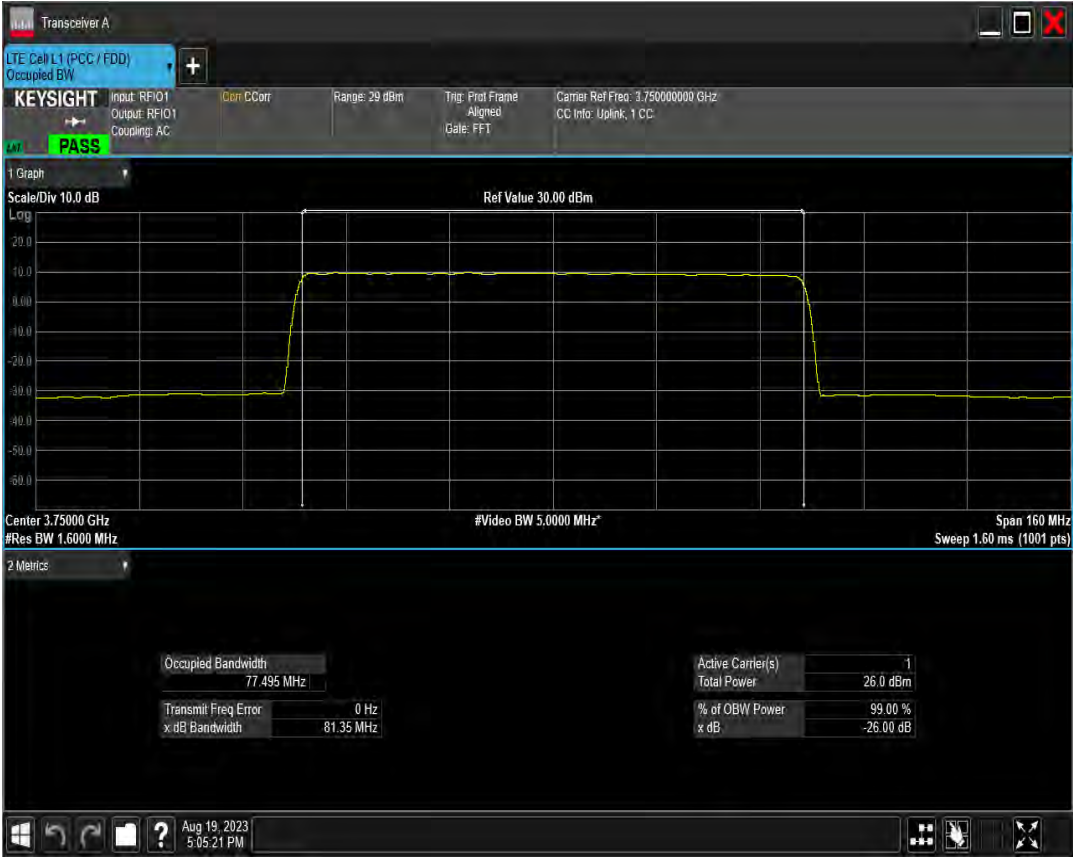 Transceiver A
LTE Cell L1 (PCC / FDD)
Occupied BW
+
KEYSIGHT
Input: RFIO1
Output: RFIO1
Coupling: AC
Corr CCorr
Range: 29 dBm
Trig: Prot Frame
Aligned
Gate: FFT
Carrier Ref Freq: 3.750000000 GHz
CC Info: Uplink, 1 CC
PASS
1 Graph
Scale/Div 10.0 dB
Ref Value 30.00 dBm
Log
20.0
10.0
0.00
-10.0
-20.0
-30.0
-40.0
-50.0
-60.0
Center 3.75000 GHz
#Video BW 5.0000 MHz*
Span 160 MHz
#Res BW 1.6000 MHz
Sweep 1.60 ms (1001 pts)
2 Metrics
Occupied Bandwidth
77.495 MHz
Transmit Freq Error 0 Hz
x dB Bandwidth 81.35 MHz
Active Carrier(s) 1
Total Power 26.0 dBm
% of OBW Power 99.00 %
x dB -26.00 dB
?
Aug 19, 2023
5:05:21 PM